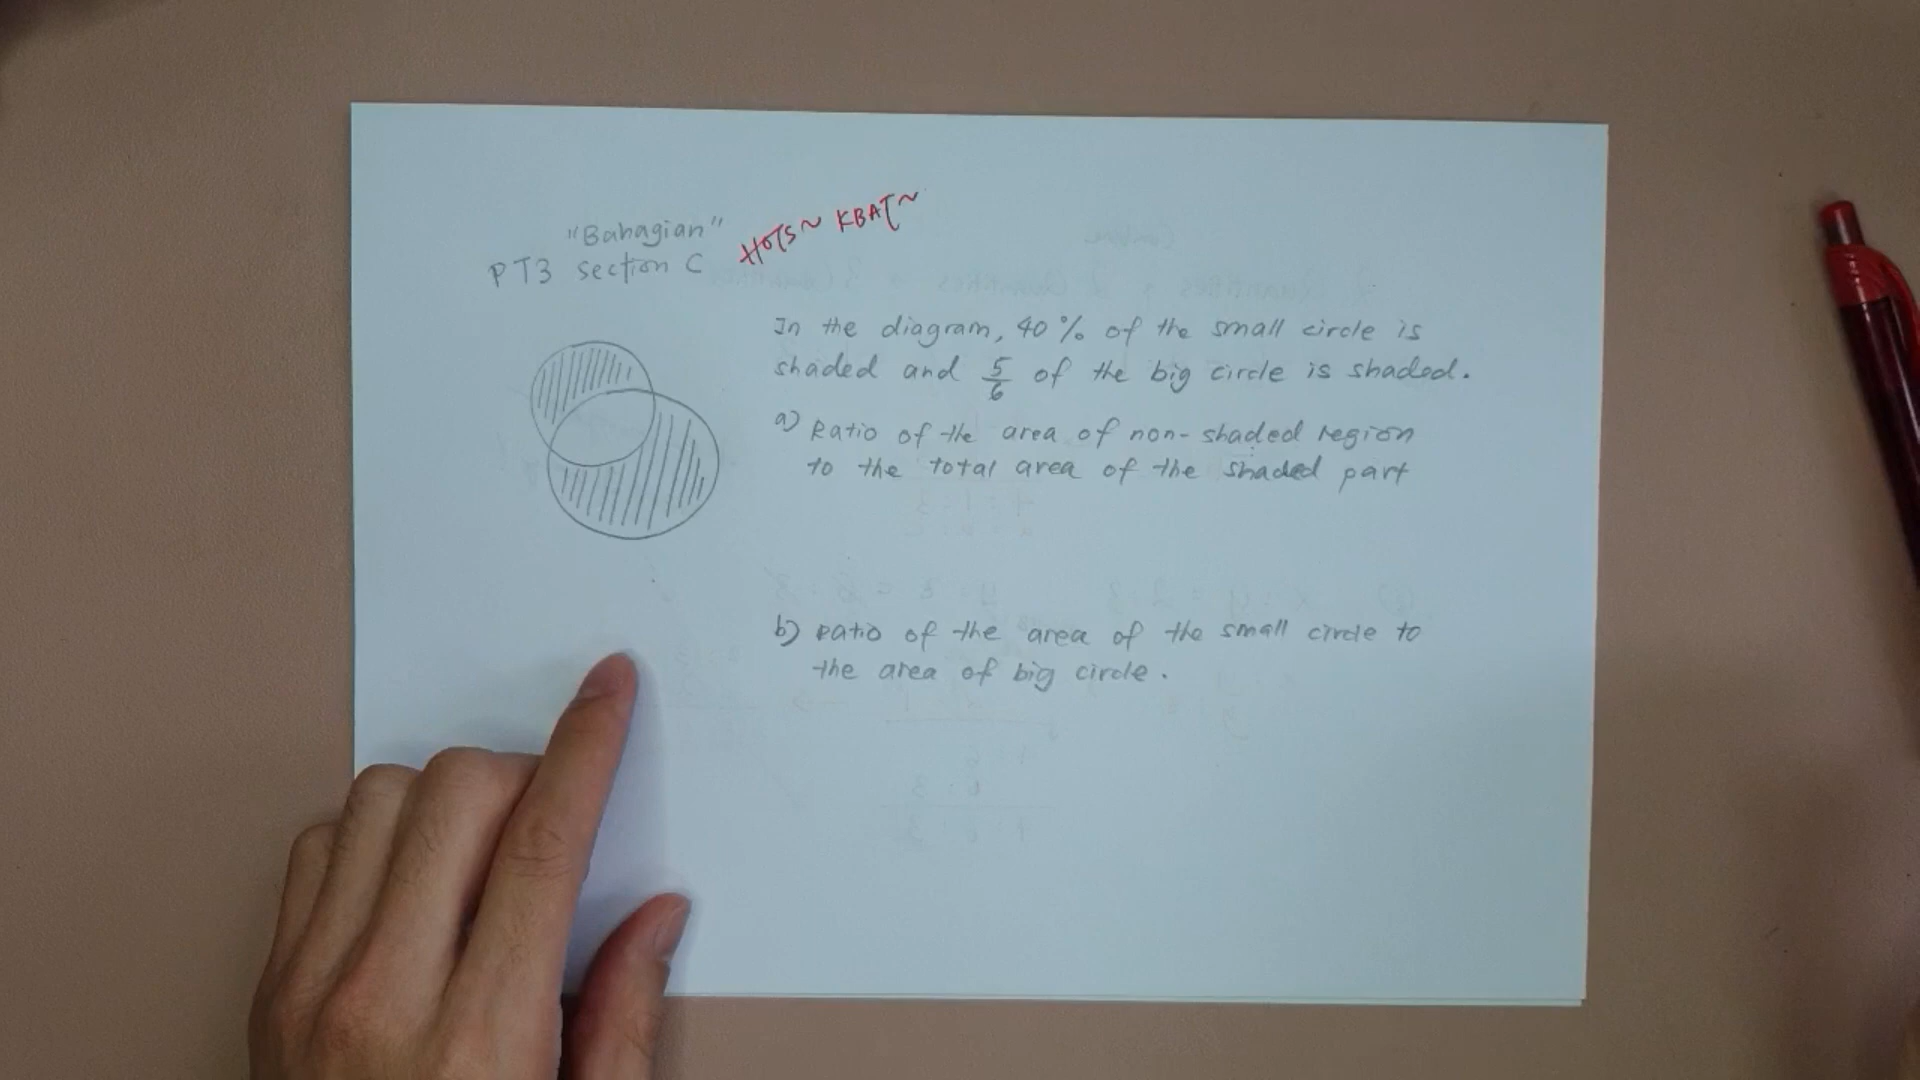 "Bahagian"
PT3 section C HOTS~ KBAT~
In the diagram, 40% of the small circle is
shaded and 5/6 of the big circle is shaded.
a) Ratio of the area of non-shaded region
to the total area of the shaded part
b) Ratio of the area of the small circle to
the area of big circle.